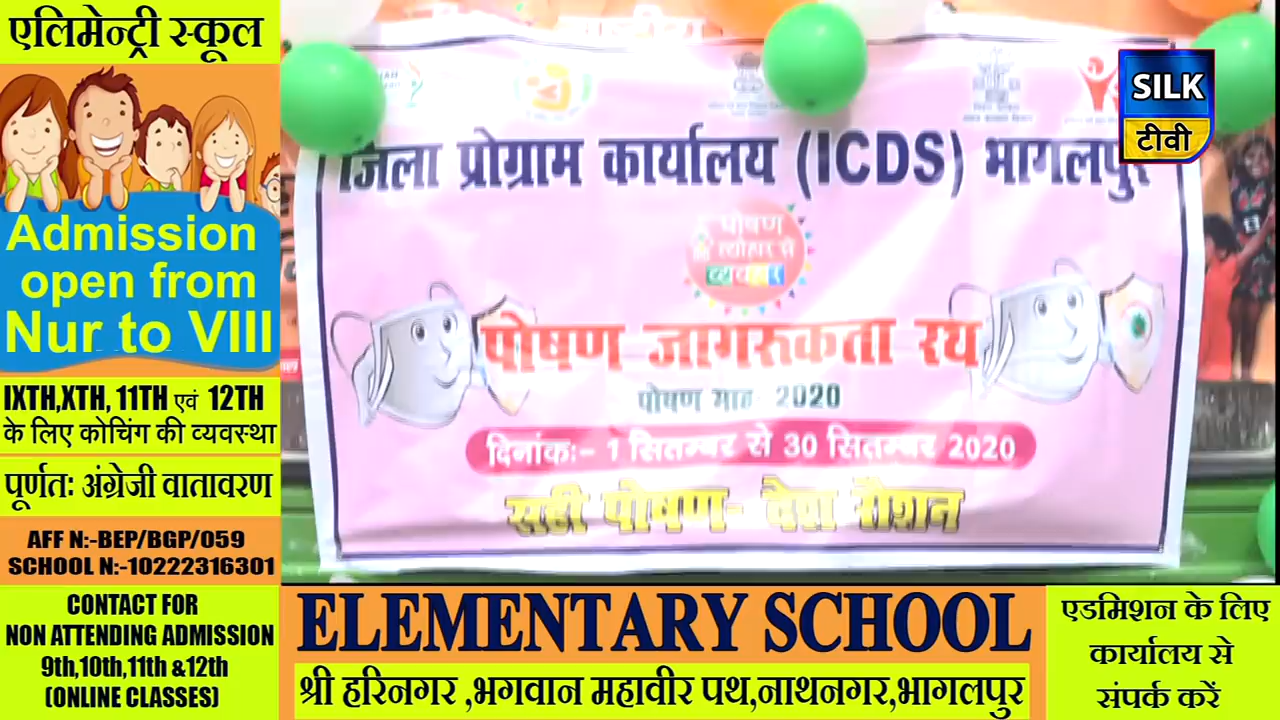 एलिमेन्ट्री स्कूल
Admission
open from
Nur to VIII
IXTH,XTH, 11TH एवं 12TH
के लिए कोचिंग की व्यवस्था
पूर्णतः अंग्रेजी वातावरण
AFF N:-BEP/BGP/059
SCHOOL N:-10222316301
CONTACT FOR
NON ATTENDING ADMISSION
9th,10th,11th &12th
(ONLINE CLASSES)
SILK
टीवी
जिला प्रोग्राम कार्यालय (ICDS) भागलपुर
पोषण
त्योहार से
व्यवहार
पोषण जागरूकता रथ
पोषण माह 2020
दिनांकः- 1 सितम्बर से 30 सितम्बर 2020
सही पोषण- देश रौशन
ELEMENTARY SCHOOL
श्री हरिनगर ,भगवान महावीर पथ,नाथनगर,भागलपुर
एडमिशन के लिए
कार्यालय से
संपर्क करें